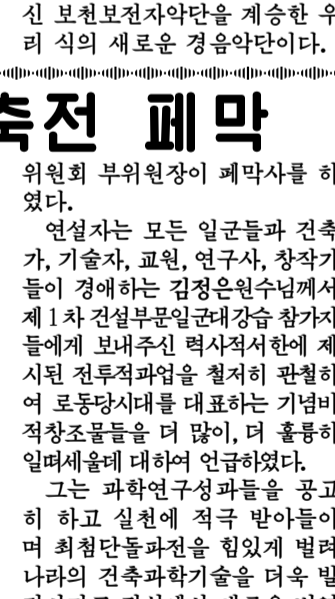 신 보천보전자악단을 계승한 우
리 식의 새로운 경음악단이다.
축전 페막
위원회 부위원장이 페막사를 하
였다.
연설자는 모든 일군들과 건축
가, 기술자, 교원, 연구사, 창작가
들이 경애하는 김정은원수님께서
제1차 건설부문일군대강습 참가자
들에게 보내주신 력사적서한에 제
시된 전투적과업을 철저히 관철하
여 로동당시대를 대표하는 기념비
적창조물들을 더 많이, 더 훌륭히
일떠세울데 대하여 언급하였다.
그는 과학연구성과들을 공고
히 하고 실천에 적극 받아들이
며 최첨단돌파전을 힘있게 벌려
나라의 건축과학기술을 더욱 발